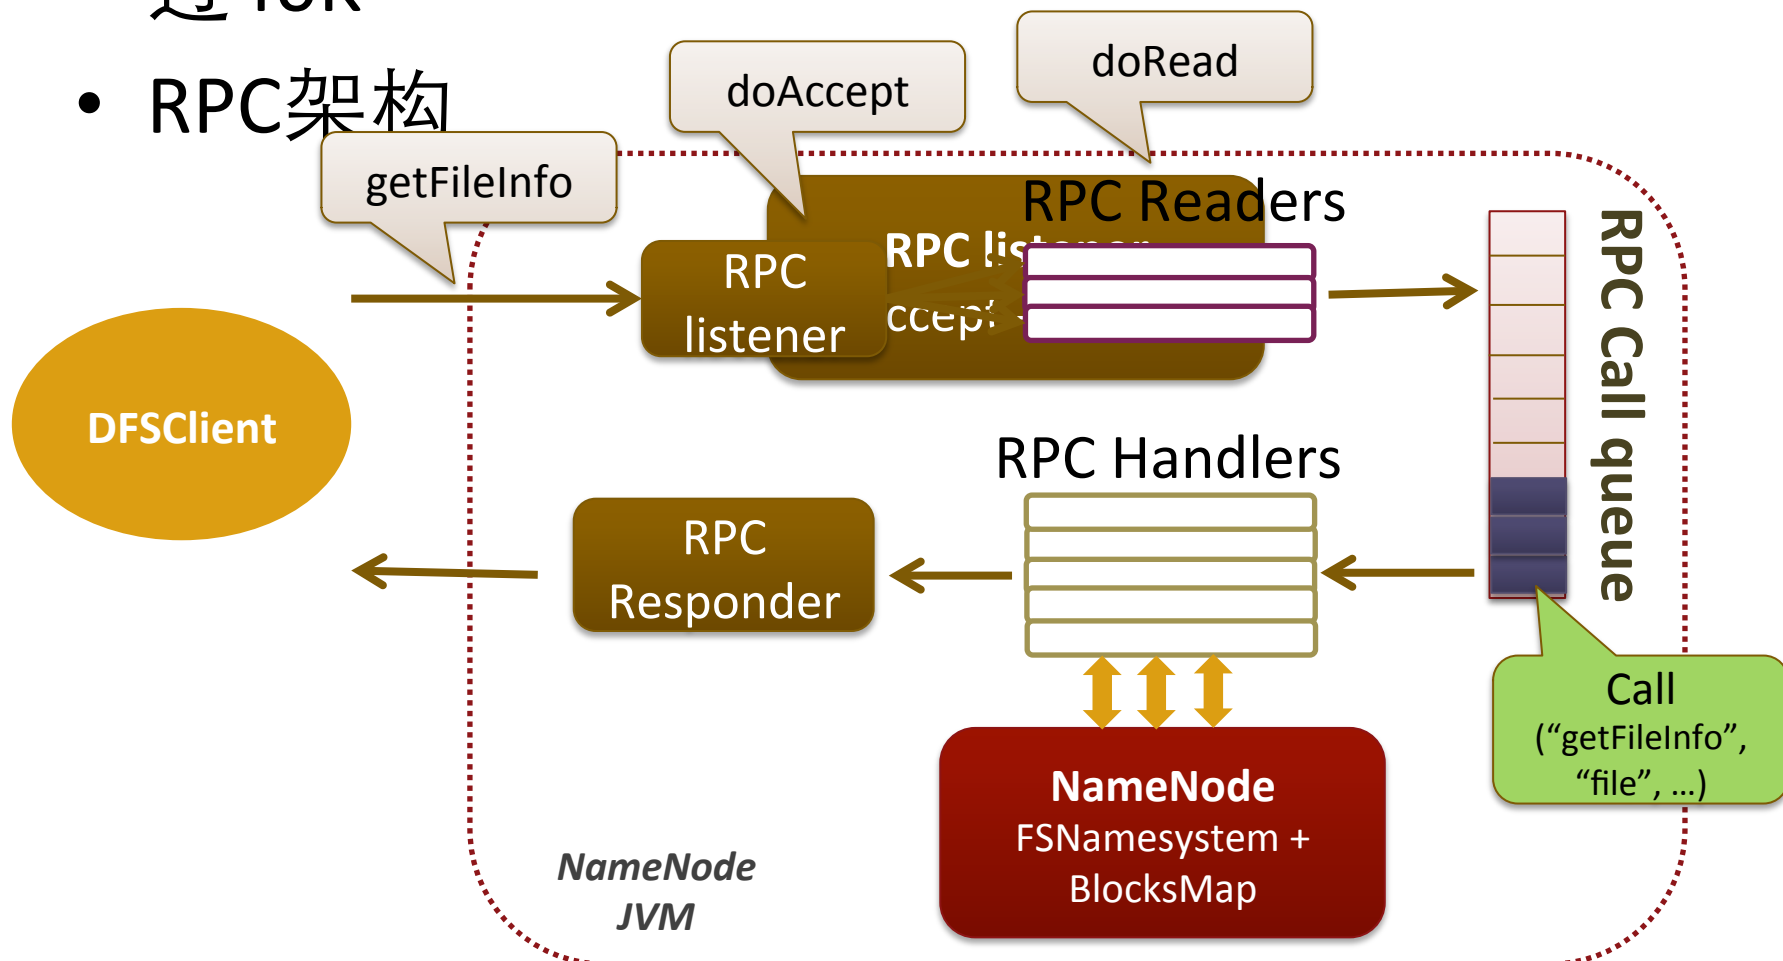 • RPC架构
doAccept
doRead
getFileInfo
RPC Readers
RPC
listener
RPC Call queue
DFSClient
RPC Handlers
RPC
Responder
Call
(“getFileInfo”,
“file”, ...)
NameNode
FSNamesystem +
BlocksMap
NameNode
JVM